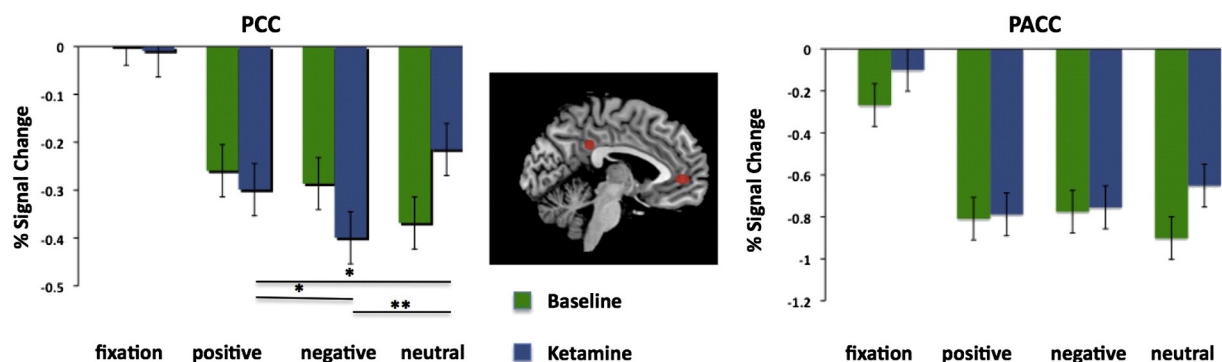 PCC
% Signal Change
0
-0.1
-0.2
-0.3
-0.4
-0.5
*
*
**
fixation positive negative neutral
Baseline
Ketamine
PACC
% Signal Change
0
-0.2
-0.4
-0.6
-0.8
-1
-1.2
fixation positive negative neutral